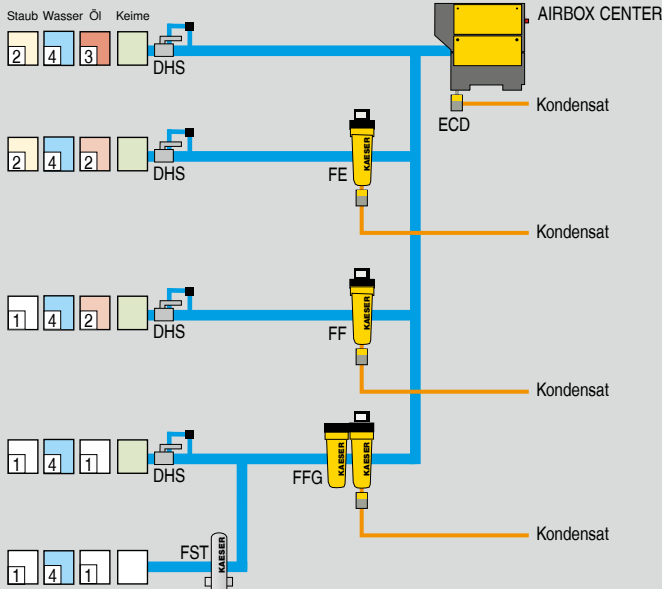 Staub Wasser Öl Keime
AIRBOX CENTER
2 4 3
DHS
ECD
Kondensat
2 4 2
DHS
FE
KAESER
Kondensat
1 4 2
DHS
FF
KAESER
Kondensat
1 4 1
DHS
FFG
KAESER
KAESER
Kondensat
FST
KAESER
1 4 1